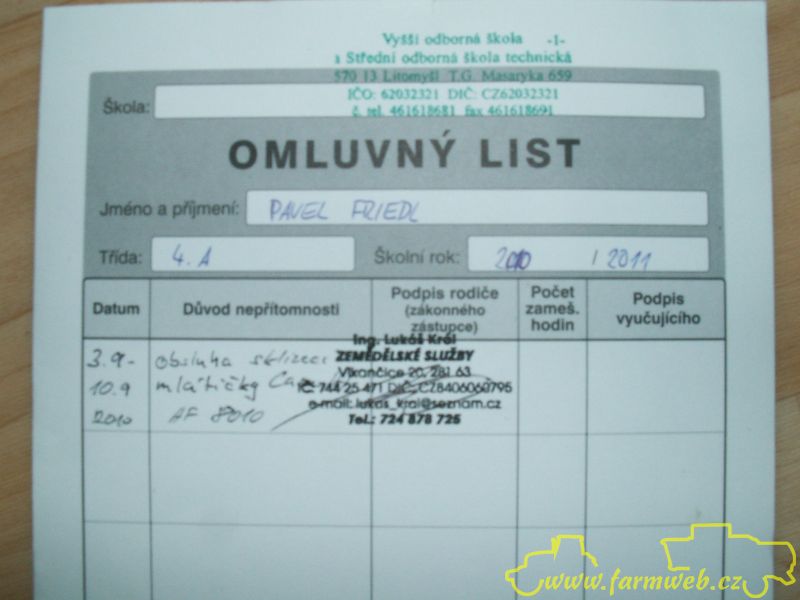 Vyšší odborná škola -1-
a Střední odborná škola technická
570 13 Litomyšl T.G. Masaryka 659
IČO: 62032321 DIČ: CZ62032321
č. tel. 461618681 fax 461618691
Škola:
OMLUVNÝ LIST
Jméno a příjmení: PAVEL FRIEDL
Třída: 4. A Školní rok: 2010 / 2011
Datum Důvod nepřítomnosti Podpis rodiče (zákonného zástupce) Počet zameš. hodin Podpis vyučujícího
3.9-
10.9
2010
obsluha sklízecí
mlátičky Case
AF 8010
Ing. Lukáš Král
ZEMĚDĚLSKÉ SLUŽBY
Vlkančice 20, 281 63
IČ: 744 25 471 DIČ: CZ8406060795
e-mail: lukas_kral@seznam.cz
Tel.: 724 878 725
www.farmweb.cz